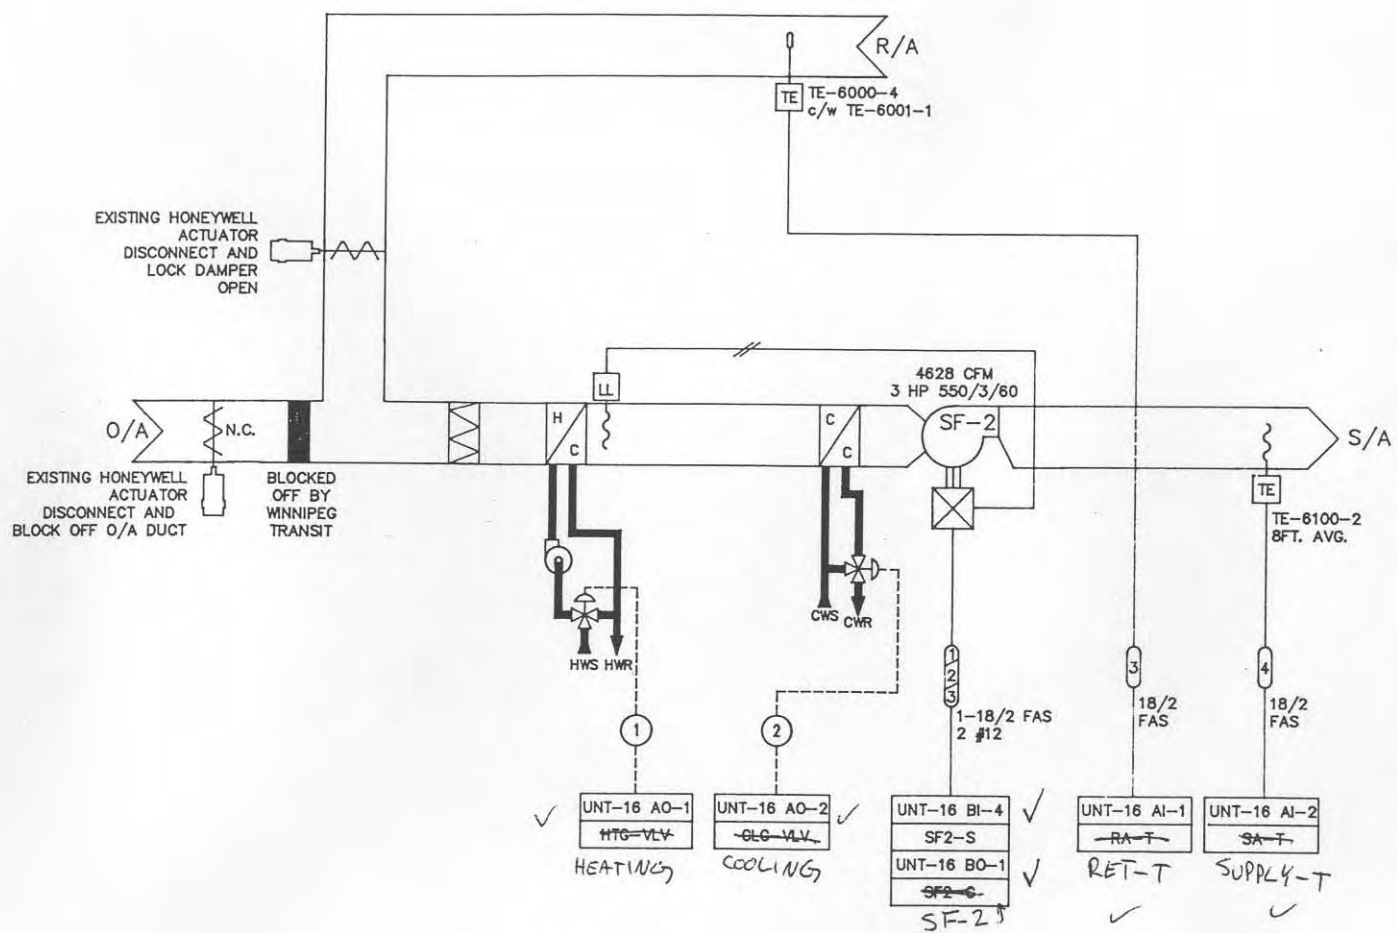 R/A
TE
TE-6000-4
c/w TE-6001-1
EXISTING HONEYWELL
ACTUATOR
DISCONNECT AND
LOCK DAMPER
OPEN
LL
4628 CFM
3 HP 550/3/60
SF-2
O/A
N.C.
H
C
C
C
S/A
EXISTING HONEYWELL
ACTUATOR
DISCONNECT AND
BLOCK OFF O/A DUCT
BLOCKED
OFF BY
WINNIPEG
TRANSIT
TE
TE-6100-2
8FT. AVG.
HWS HWR
CWS CWR
1
2
3
1-18/2 FAS
2 #12
3
18/2
FAS
4
18/2
FAS
1
2
UNT-16 AO-1
HTG-VLV
HEATING
UNT-16 AO-2
CLG-VLV
COOLING
UNT-16 BI-4
SF2-S
UNT-16 BO-1
SF2-C
SF-2
UNT-16 AI-1
RA-T
RET-T
UNT-16 AI-2
SA-T
SUPPLY-T